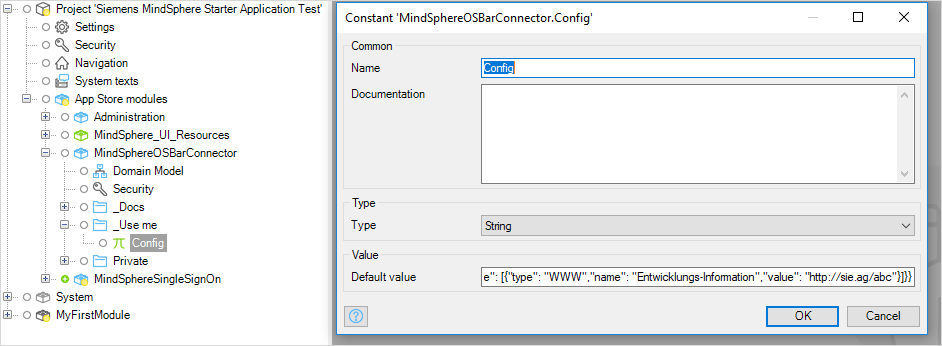 Project 'Siemens MindSphere Starter Application Test'
Settings
Security
Navigation
System texts
App Store modules
Administration
MindSphere_UI_Resources
MindSphereOSBarConnector
Domain Model
Security
_Docs
_Use me
Config
Private
MindSphereSingleSignOn
System
MyFirstModule
Constant 'MindSphereOSBarConnector.Config'
Common
Name
Config
Documentation
Type
Type
String
Value
Default value
e": [{"type": "WWW","name": "Entwicklungs-Information","value": "http://sie.ag/abc"}]}}
?
OK
Cancel